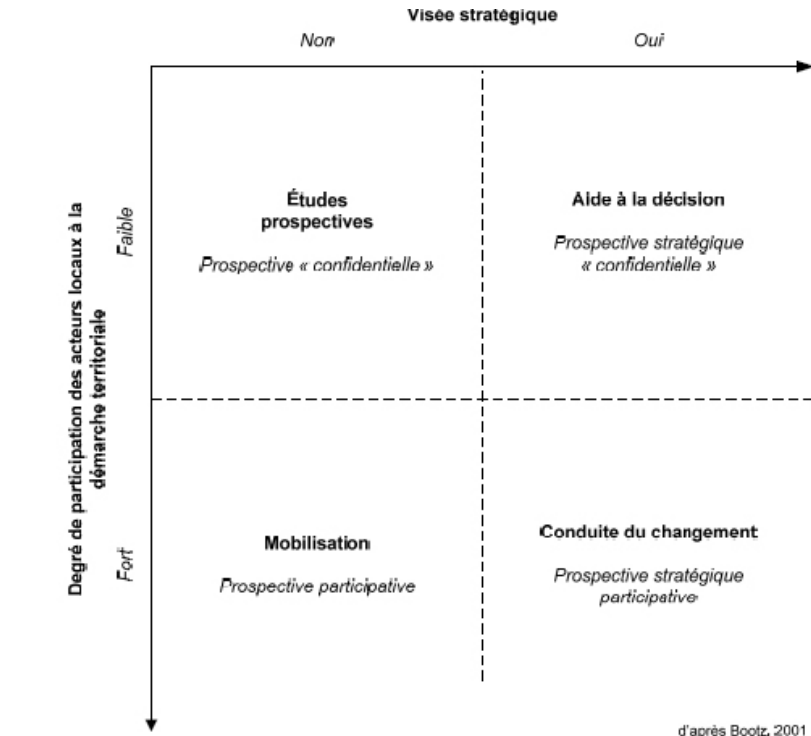 Visée stratégique
Non
Oui
Degré de participation des acteurs locaux à la
démarche territoriale
Faible
Études
prospectives
Prospective « confidentielle »
Aide à la décision
Prospective stratégique
« confidentielle »
Fort
Mobilisation
Prospective participative
Conduite du changement
Prospective stratégique
participative
d'après Bootz, 2001